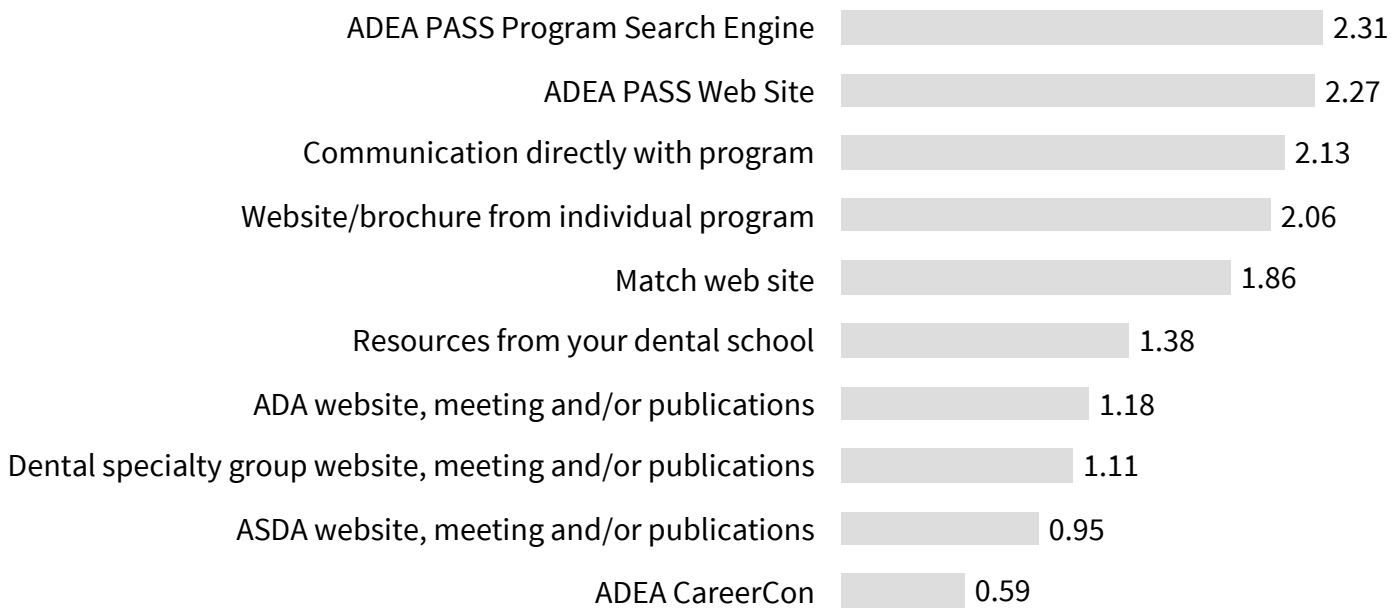 ADEA PASS Program Search Engine 2.31
ADEA PASS Web Site 2.27
Communication directly with program 2.13
Website/brochure from individual program 2.06
Match web site 1.86
Resources from your dental school 1.38
ADA website, meeting and/or publications 1.18
Dental specialty group website, meeting and/or publications 1.11
ASDA website, meeting and/or publications 0.95
ADEA CareerCon 0.59